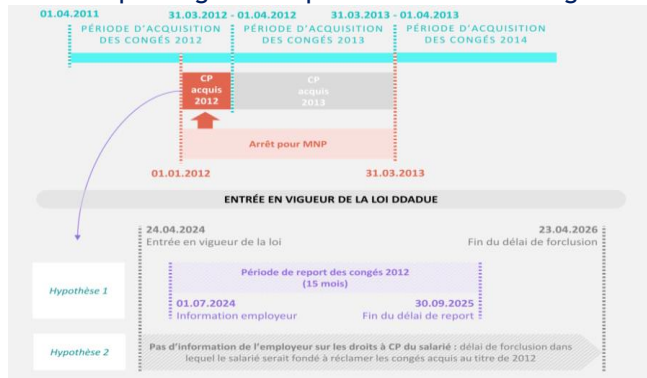 01.04.2011 31.03.2012 - 01.04.2012 31.03.2013 - 01.04.2013
PÉRIODE D'ACQUISITION PÉRIODE D'ACQUISITION PÉRIODE D'ACQUISITION
DES CONGÉS 2012 DES CONGÉS 2013 DES CONGÉS 2014
CP CP
acquis acquis
2012 2013
Arrêt pour MNP
01.01.2012 31.03.2013
ENTRÉE EN VIGUEUR DE LA LOI DDADUE
24.04.2024 23.04.2026
Entrée en vigueur de la loi Fin du délai de forclusion
Période de report des congés 2012
(15 mois)
Hypothèse 1
01.07.2024 30.09.2025
Information employeur Fin du délai de report
Pas d'information de l'employeur sur les droits à CP du salarié : délai de forclusion dans
Hypothèse 2
lequel le salarié serait fondé à réclamer les congés acquis au titre de 2012